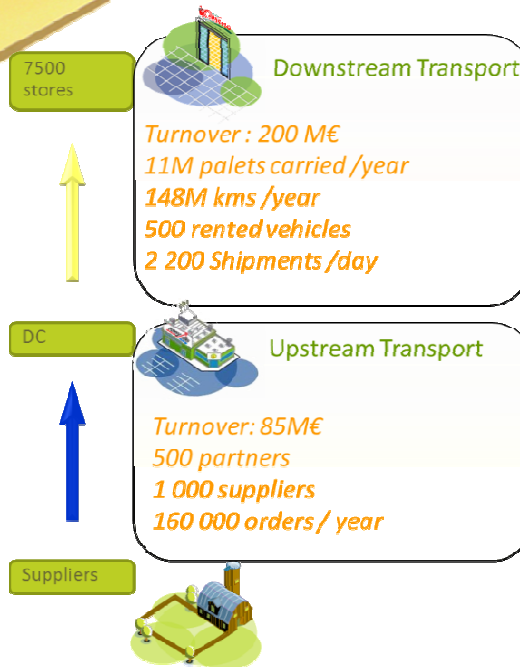 7500
stores
Downstream Transport
Turnover : 200 M€
11M palets carried /year
148M kms /year
500 rented vehicles
2 200 Shipments /day
DC
Upstream Transport
Turnover: 85M€
500 partners
1 000 suppliers
160 000 orders / year
Suppliers